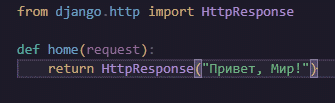 from django.http import HttpResponse
def home(request):
    return HttpResponse("Привет, Мир!")